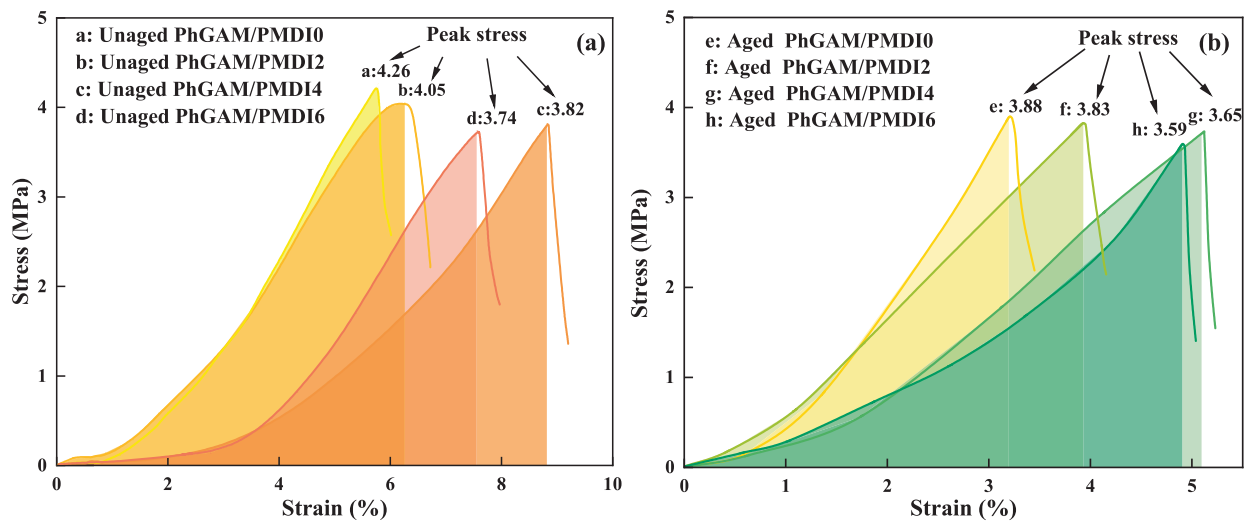 a: Unaged PhGAM/PMDI0
b: Unaged PhGAM/PMDI2
c: Unaged PhGAM/PMDI4
d: Unaged PhGAM/PMDI6
Peak stress
(a)
a:4.26
b:4.05
d:3.74
c:3.82
5
4
3
2
1
0
Stress (MPa)
0
2
4
6
8
10
Strain (%)
e: Aged PhGAM/PMDI0
f: Aged PhGAM/PMDI2
g: Aged PhGAM/PMDI4
h: Aged PhGAM/PMDI6
Peak stress
(b)
e: 3.88
f: 3.83
h: 3.59
g: 3.65
5
4
3
2
1
0
Stress (MPa)
0
1
2
3
4
5
Strain (%)